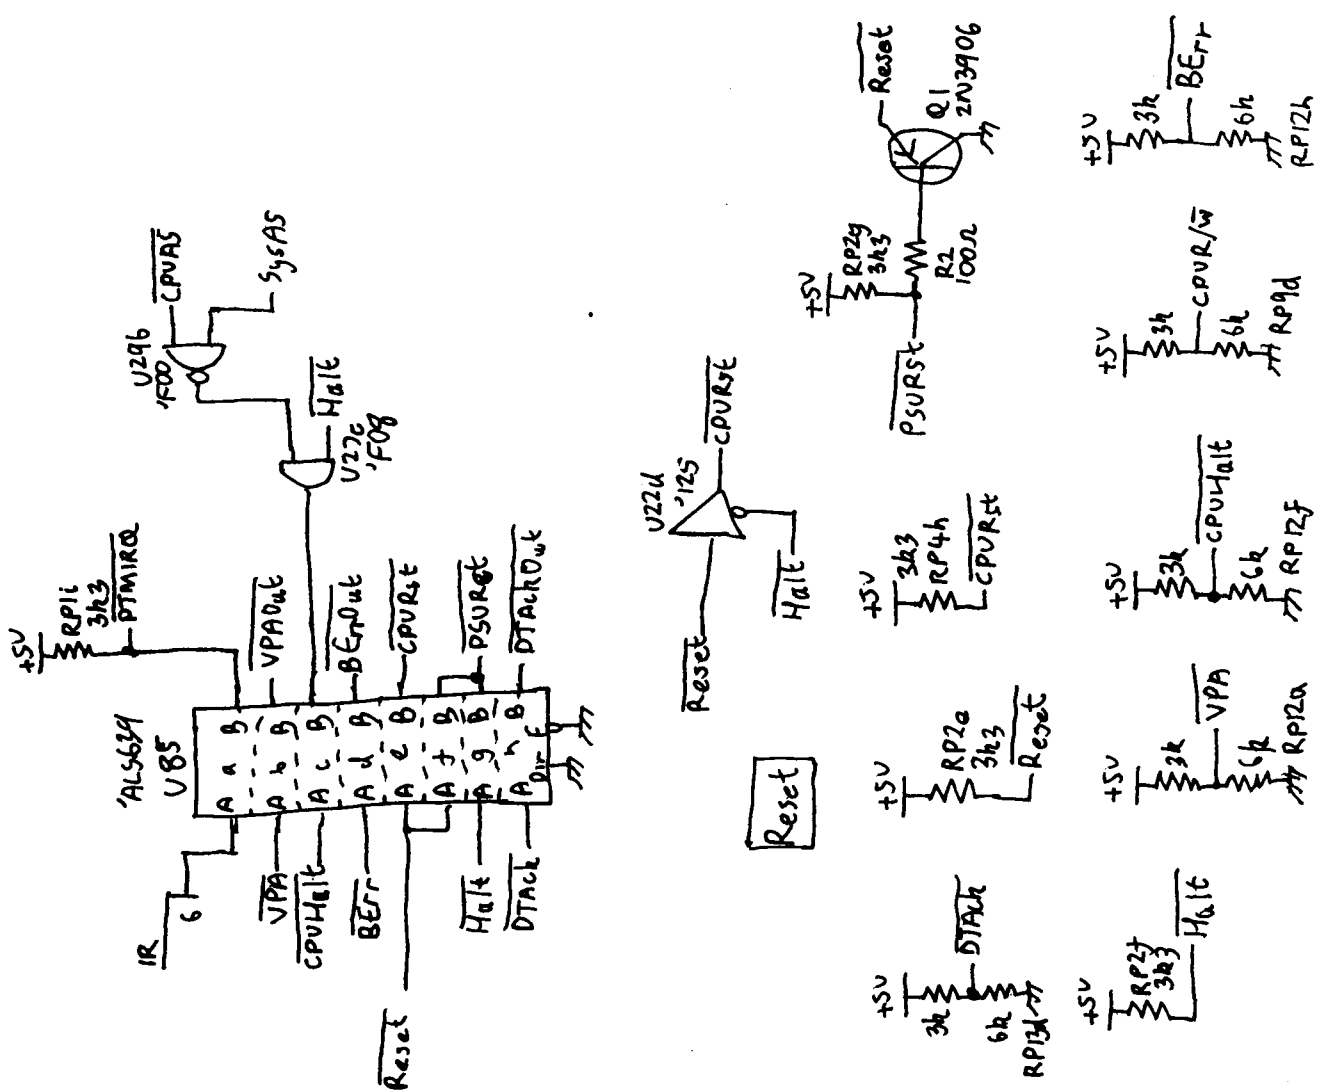 +5V
RP1i
3k3
PTMIRQ
'ALS639
U85
A a B
A b B
A c B
A d B
A e B
A f B
A g B
A h B
Dir E
IR
6
VPA
CPUHalt
BErr
Reset
Halt
DTAck
VPAOut
BErrOut
CPURst
PSURst
DTAckOut
U29b
'F00
CPUAS
SysAS
U27c
'F08
Halt
Reset
U22d
'125
CPURst
Halt
Reset
PSURst
+5V
RP2g
3k3
R2
100Ω
Reset
Q1
2N3906
+5V
3k3
RP4h
CPURst
+5V
RP2a
3k3
Reset
+5V
3k
DTAck
6k
RP13d
+5V
3k
BErr
6k
RP12h
+5V
3k
CPUR/W
6k
RP9d
+5V
3k
CPUHalt
6k
RP12f
+5V
3k
VPA
6k
RP12a
+5V
RP2f
3k3
Halt